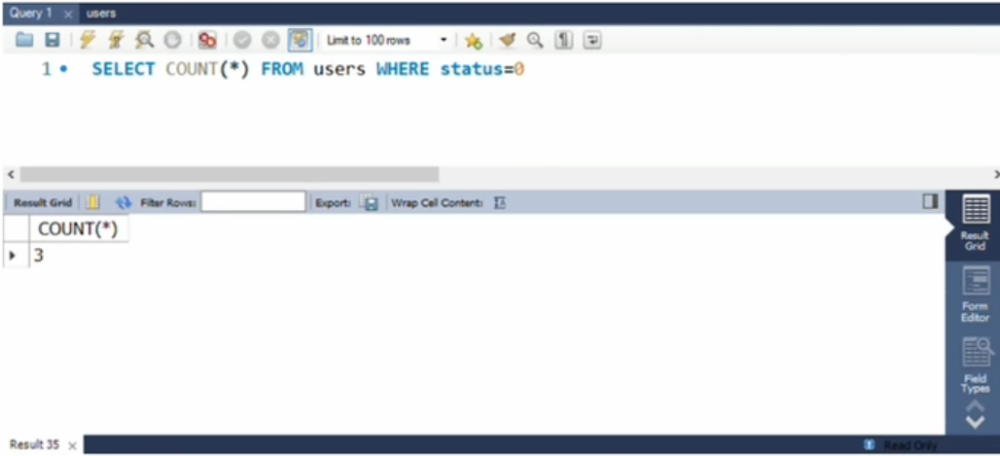 Query 1 × users
Limit to 100 rows
1 • SELECT COUNT(*) FROM users WHERE status=0
Result Grid Filter Rows: Export: Wrap Cell Content:
COUNT(*)
3
Result
Grid
Form
Editor
Field
Types
Result 35 × Read Only